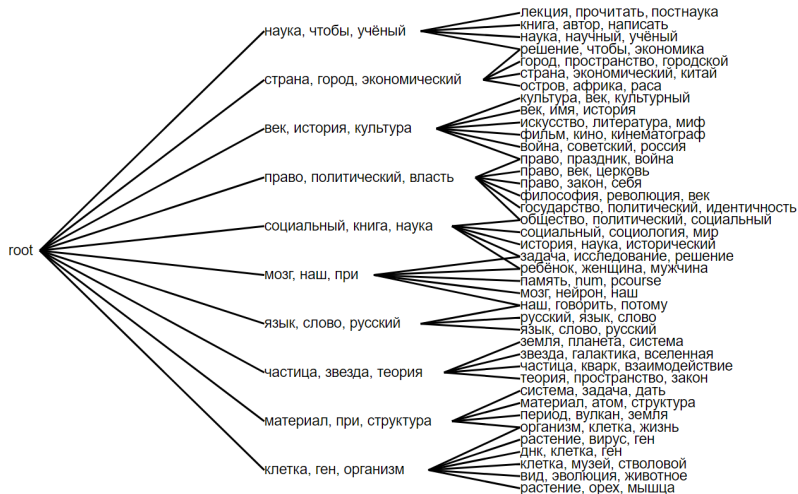 root
наука, чтобы, учёный
страна, город, экономический
век, история, культура
право, политический, власть
социальный, книга, наука
мозг, наш, при
язык, слово, русский
частица, звезда, теория
материал, при, структура
клетка, ген, организм
лекция, прочитать, постнаука
книга, автор, написать
наука, научный, учёный
решение, чтобы, экономика
город, пространство, городской
страна, экономический, китай
остров, африка, раса
культура, век, культурный
век, имя, история
искусство, литература, миф
фильм, кино, кинематограф
война, советский, россия
право, праздник, война
право, век, церковь
право, закон, себя
философия, революция, век
государство, политический, идентичность
общество, политический, социальный
социальный, социология, мир
история, наука, исторический
задача, исследование, решение
ребёнок, женщина, мужчина
память, num, pcourse
мозг, нейрон, наш
наш, говорить, потому
русский, язык, слово
язык, слово, русский
земля, планета, система
звезда, галактика, вселенная
частица, кварк, взаимодействие
теория, пространство, закон
система, задача, дать
материал, атом, структура
период, вулкан, земля
организм, клетка, жизнь
растение, вирус, ген
днк, клетка, ген
клетка, музей, стволовой
вид, эволюция, животное
растение, орех, мышца